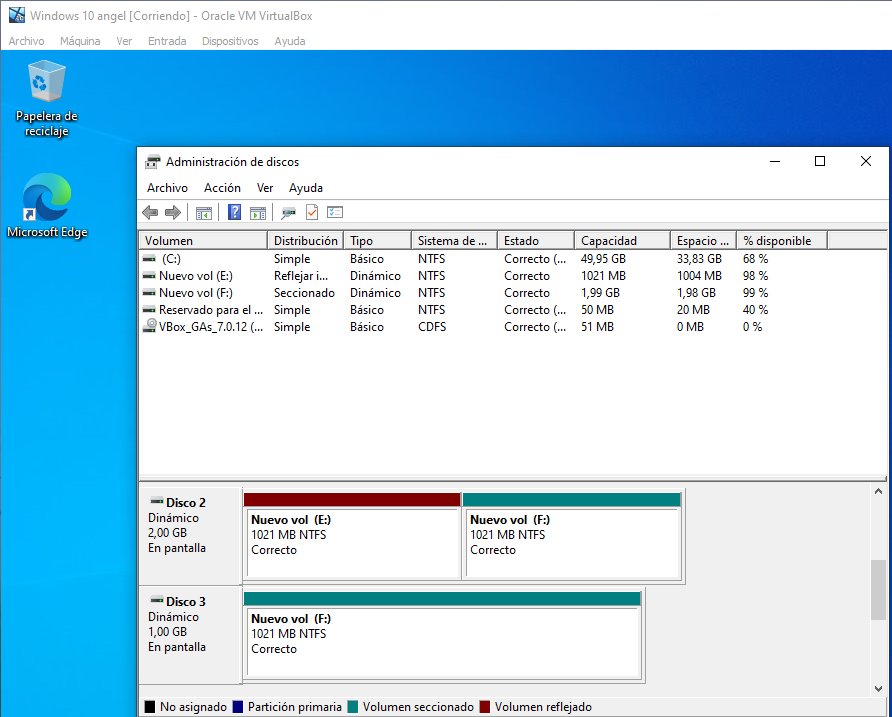 Windows 10 angel [Corriendo] - Oracle VM VirtualBox
Archivo Máquina Ver Entrada Dispositivos Ayuda
Papelera de
reciclaje
Microsoft Edge
Administración de discos
Archivo Acción Ver Ayuda
Volumen Distribución Tipo Sistema de ... Estado Capacidad Espacio ... % disponible
(C:) Simple Básico NTFS Correcto (... 49,95 GB 33,83 GB 68 %
Nuevo vol (E:) Reflejar i... Dinámico NTFS Correcto 1021 MB 1004 MB 98 %
Nuevo vol (F:) Seccionado Dinámico NTFS Correcto 1,99 GB 1,98 GB 99 %
Reservado para el ... Simple Básico NTFS Correcto (... 50 MB 20 MB 40 %
VBox_GAs_7.0.12 (... Simple Básico CDFS Correcto (... 51 MB 0 MB 0 %
Disco 2
Dinámico
2,00 GB
En pantalla
Nuevo vol (E:)
1021 MB NTFS
Correcto
Nuevo vol (F:)
1021 MB NTFS
Correcto
Disco 3
Dinámico
1,00 GB
En pantalla
Nuevo vol (F:)
1021 MB NTFS
Correcto
No asignado Partición primaria Volumen seccionado Volumen reflejado